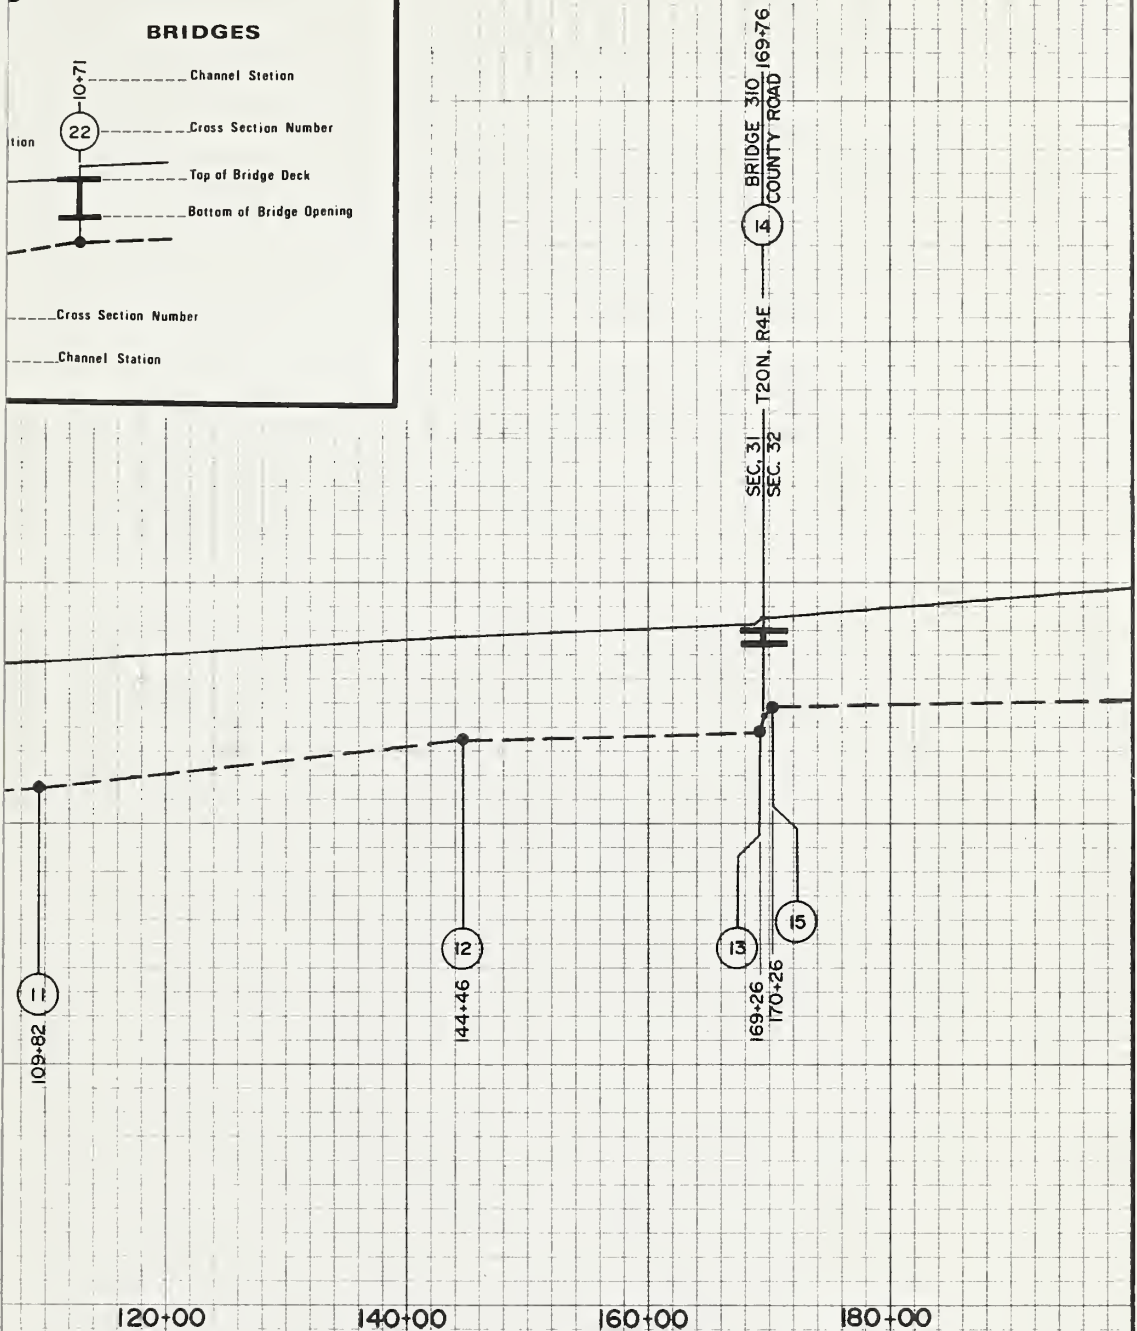 BRIDGES
10+71
Channel Stetion
22
Cross Section Number
tion
Top of Bridge Deck
Bottom of Bridge Opening
Cross Section Number
Channel Station
BRIDGE 310 169+76
COUNTY ROAD
14
T20N, R4E
SEC. 31
SEC. 32
11
109+82
12
144+46
13
169+26
15
170+26
120+00 140+00 160+00 180+00